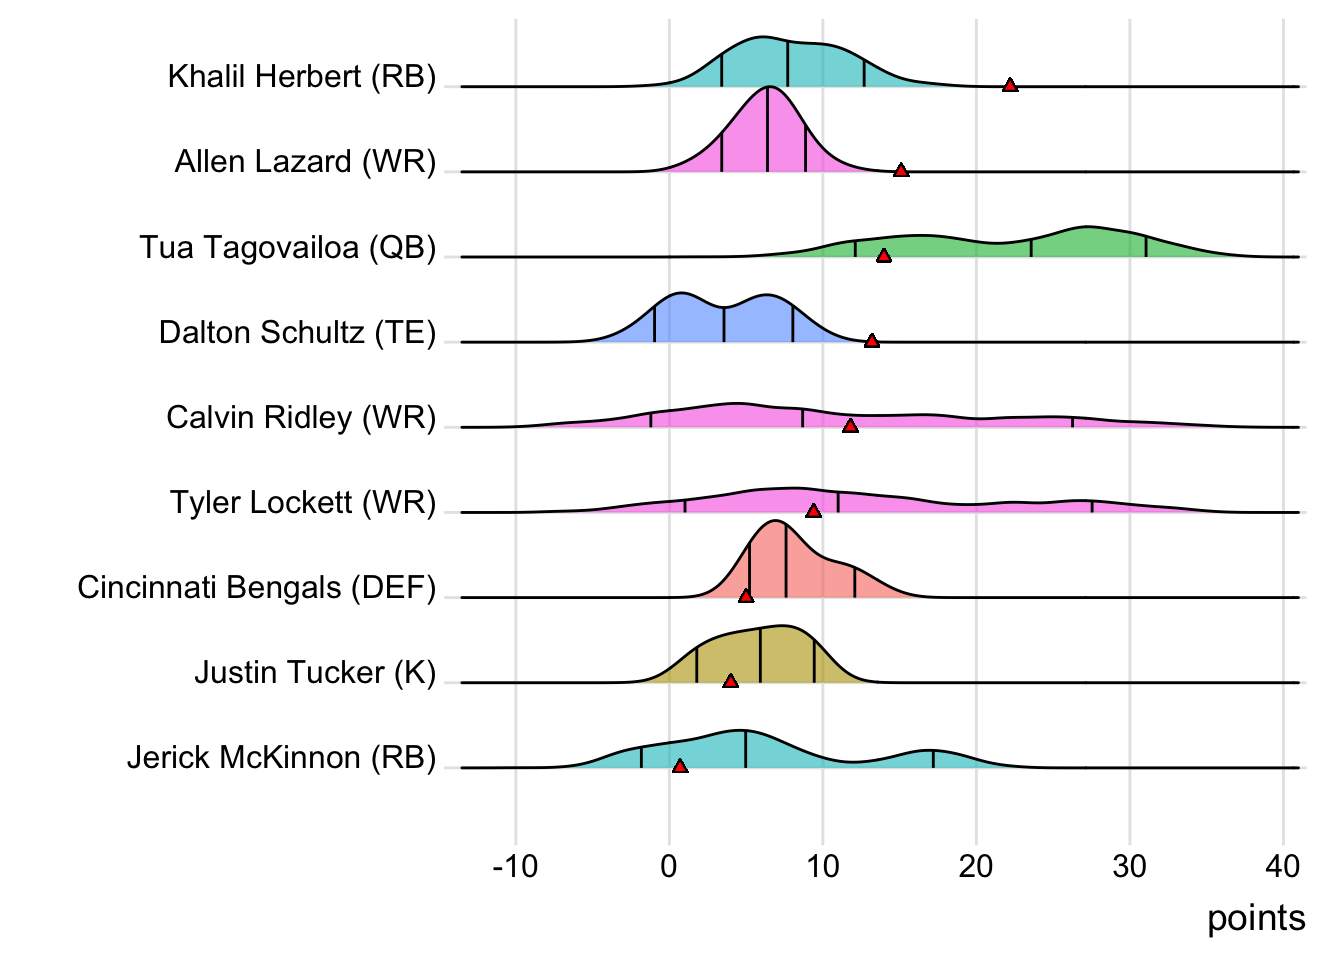 Khalil Herbert (RB)
Allen Lazard (WR)
Tua Tagovailoa (QB)
Dalton Schultz (TE)
Calvin Ridley (WR)
Tyler Lockett (WR)
Cincinnati Bengals (DEF)
Justin Tucker (K)
Jerick McKinnon (RB)
-10 0 10 20 30 40
points